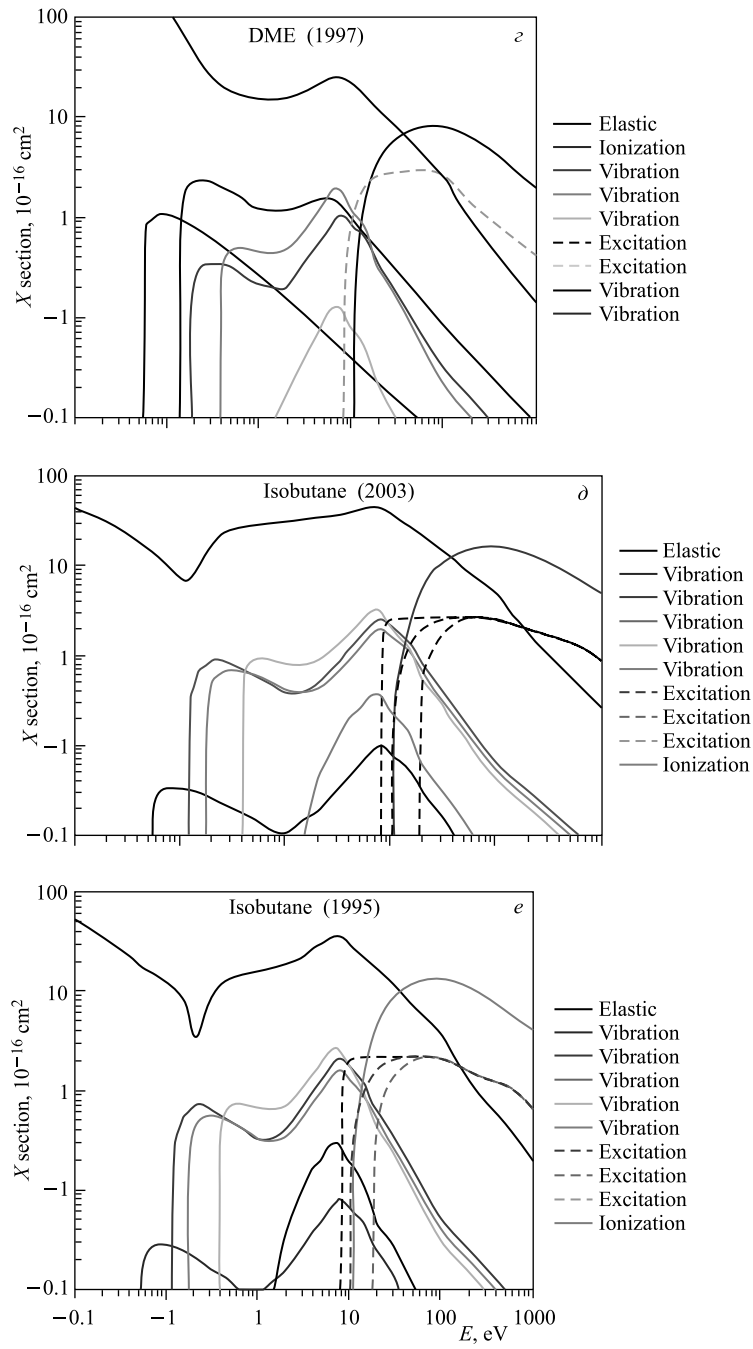 100
DME (1997)
г
10
1
−1
−0.1
X section, 10−16 cm2
Elastic
Ionization
Vibration
Vibration
Vibration
Excitation
Excitation
Vibration
Vibration
100
Isobutane (2003)
д
10
1
−1
−0.1
X section, 10−16 cm2
Elastic
Vibration
Vibration
Vibration
Vibration
Vibration
Excitation
Excitation
Excitation
Ionization
100
Isobutane (1995)
е
10
1
−1
−0.1
X section, 10−16 cm2
Elastic
Vibration
Vibration
Vibration
Vibration
Vibration
Excitation
Excitation
Excitation
Ionization
−0.1 −1 1 10 100 1000
E, eV